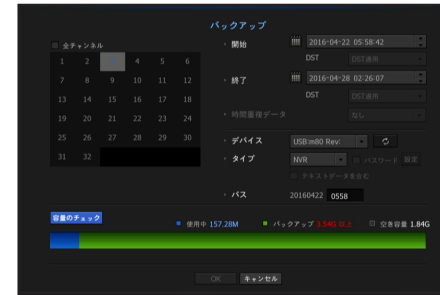 バックアップ
全チャンネル
1 2 3 4 5 6
7 8 9 10 11 12
13 14 15 16 17 18
19 20 21 22 23 24
25 26 27 28 29 30
31 32
開始 2016-04-22 05:58:42
DST DST適用
終了 2016-04-28 02:26:07
DST DST適用
時間重複データ なし
デバイス USB:m80 Rev:
タイプ NVR パスワード 設定
テキストデータを含む
パス 20160422 0558
容量のチェック
使用中 157.28M バックアップ 3.54G 以上 空き容量 1.84G
OK キャンセル